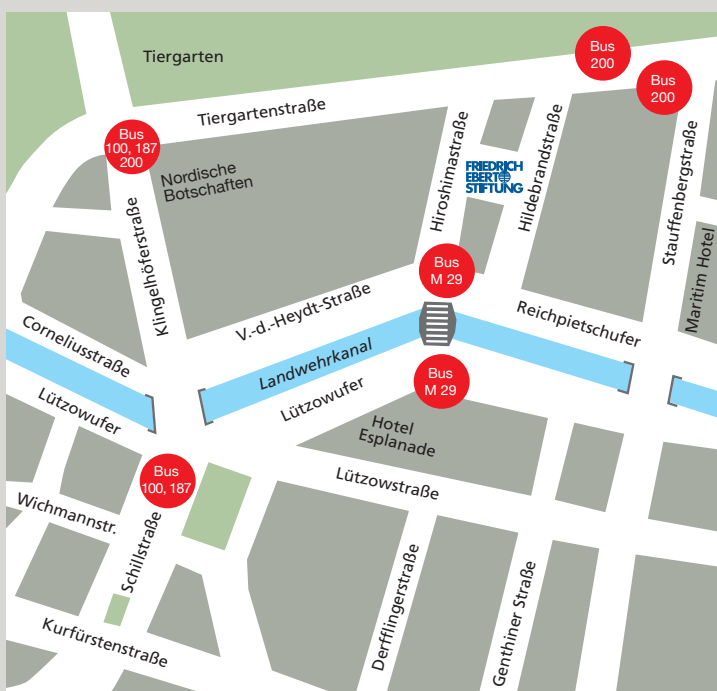 Tiergarten
Bus
200
Bus
200
Tiergartenstraße
Bus
100, 187
200
Nordische
Botschaften
Hiroshimastraße
FRIEDRICH
EBERT
STIFTUNG
Hildebrandstraße
Stauffenbergstraße
Maritim Hotel
Klingelhöferstraße
Bus
M 29
V.-d.-Heydt-Straße
Reichpietschufer
Corneliusstraße
Landwehrkanal
Lützowufer
Bus
M 29
Lützowufer
Hotel
Esplanade
Bus
100, 187
Lützowstraße
Wichmannstr.
Schillstraße
Kurfürstenstraße
Derfflingerstraße
Genthiner Straße